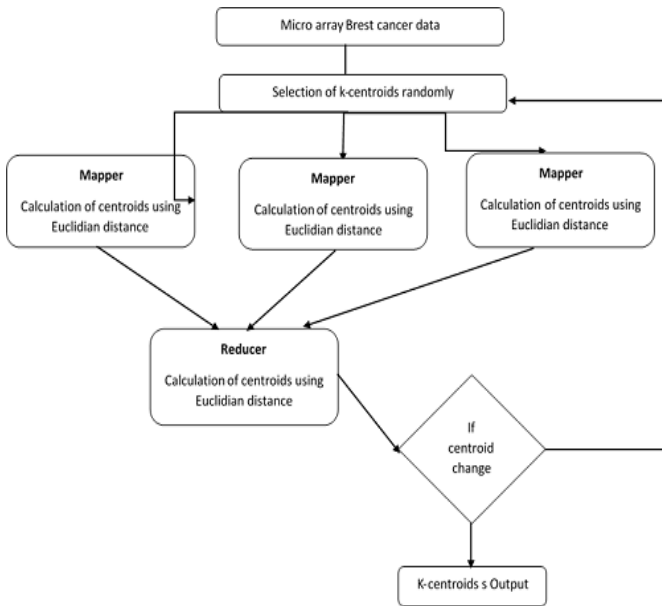 Micro array Brest cancer data
Selection of k-centroids randomly
Mapper
Calculation of centroids using
Euclidian distance
Mapper
Calculation of centroids using
Euclidian distance
Mapper
Calculation of centroids using
Euclidian distance
Reducer
Calculation of centroids using
Euclidian distance
If
centroid
change
K-centroids s Output